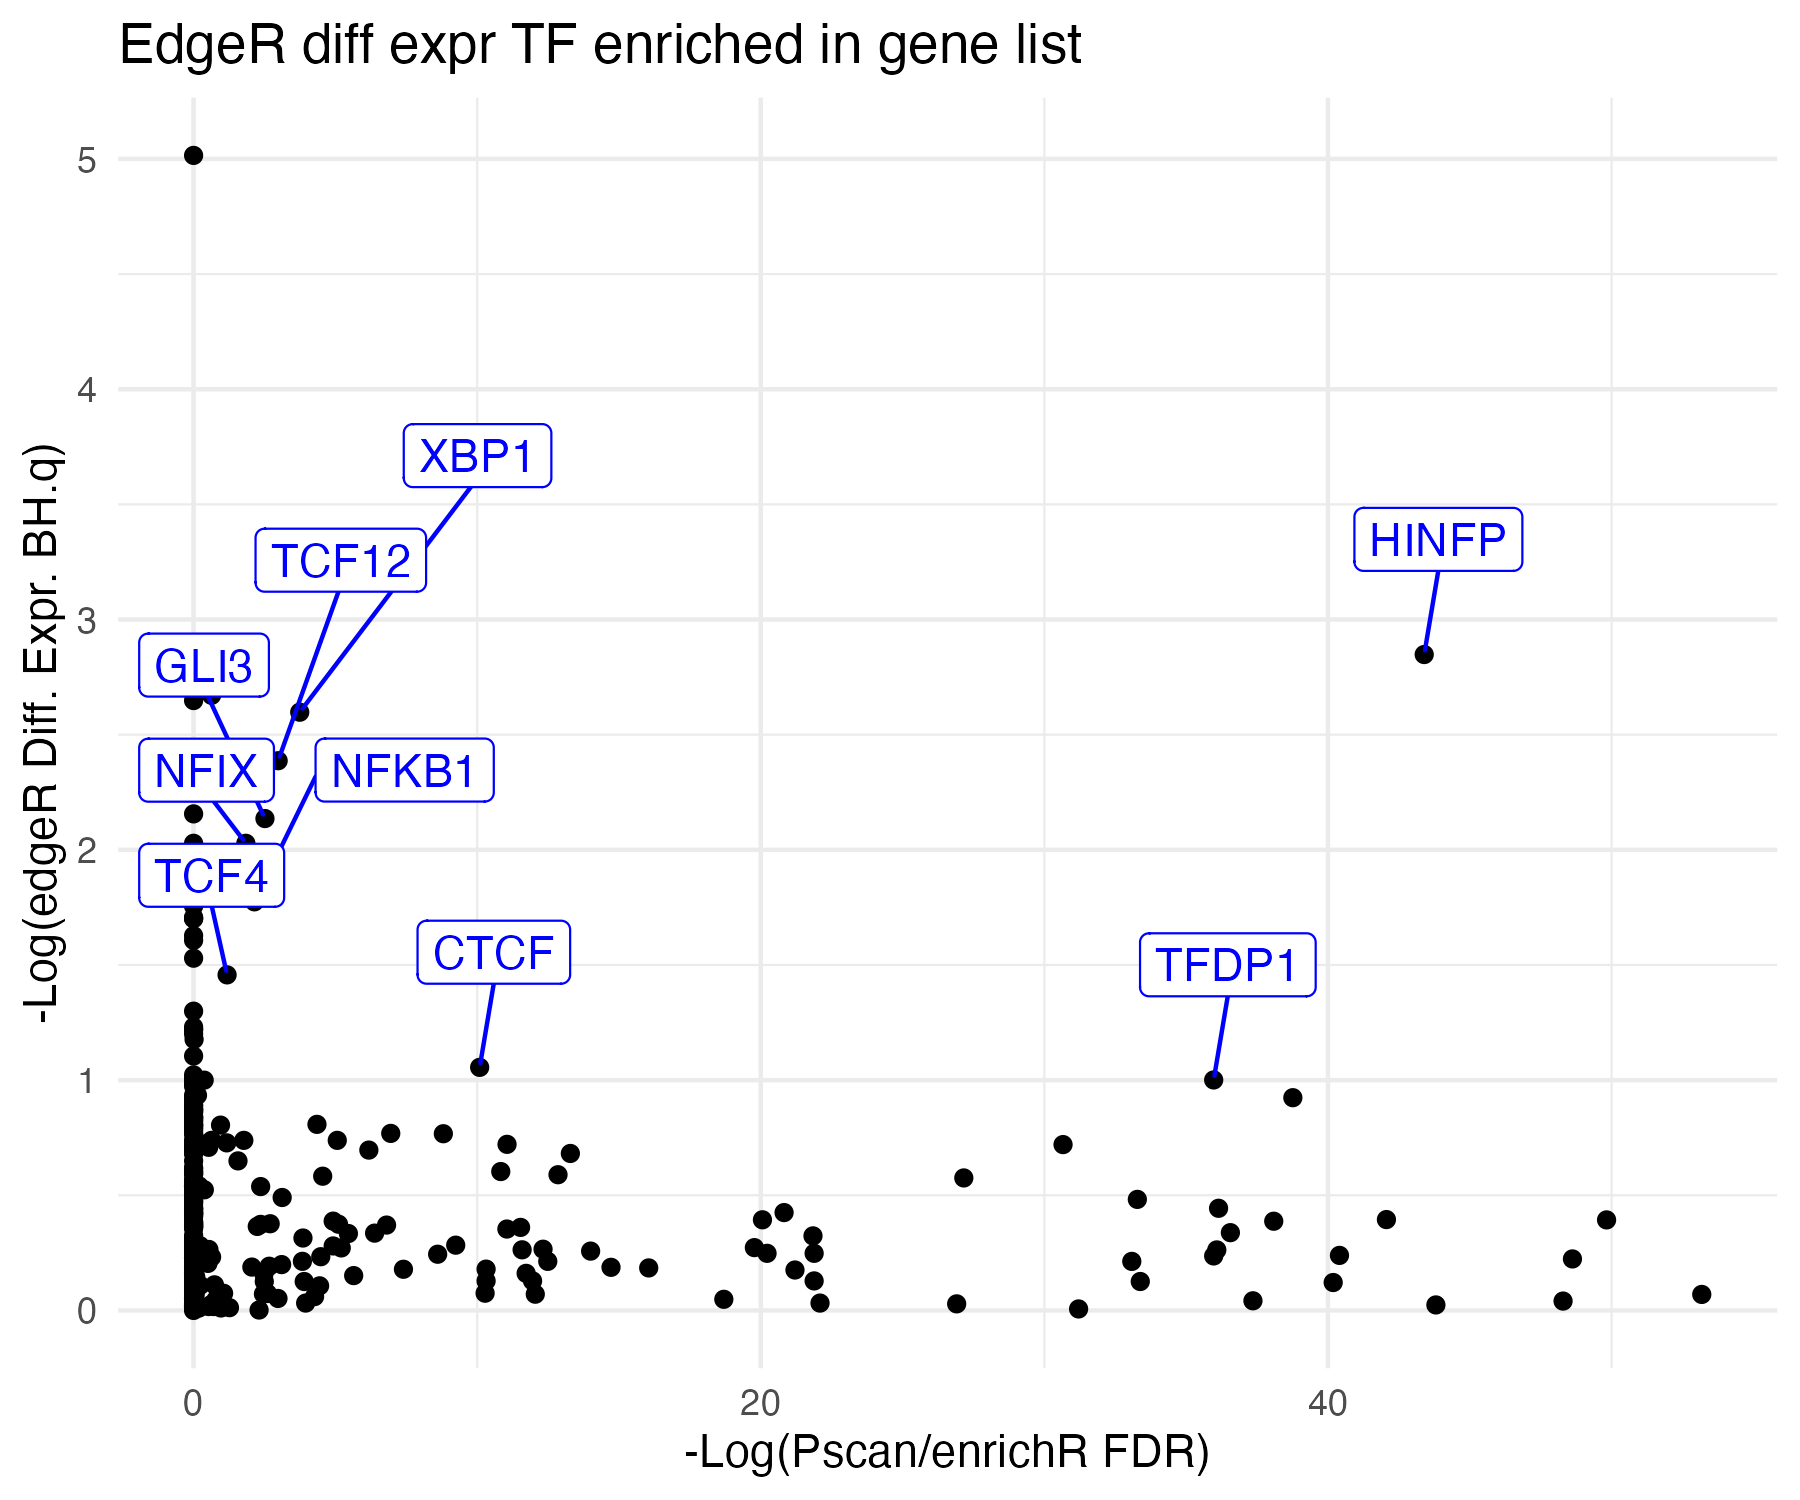 EdgeR diff expr TF enriched in gene list
-Log(edgeR Diff. Expr. BH.q)
5
4
3
2
1
0
XBP1
HINFP
TCF12
GLI3
NFIX
NFKB1
TCF4
CTCF
TFDP1
0
20
40
-Log(Pscan/enrichR FDR)